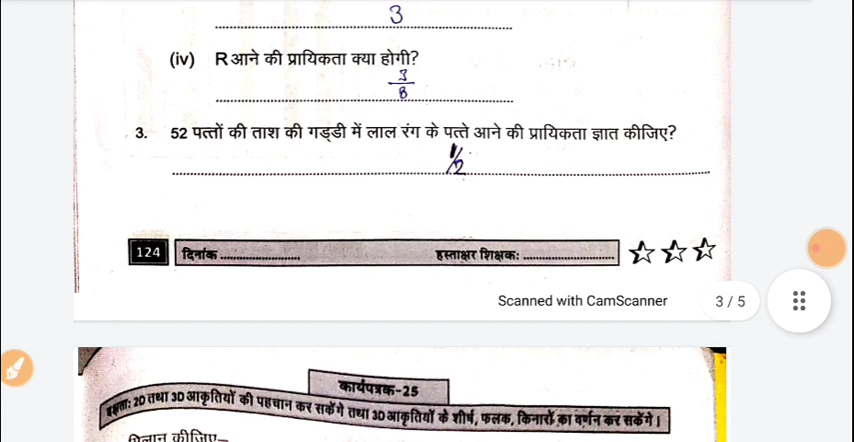 3
(iv) R आने की प्रायिकता क्या होगी?
3/8
3. 52 पत्तों की ताश की गड्डी में लाल रंग के पत्ते आने की प्रायिकता ज्ञात कीजिए?
1/2
124 दिनांक ........................ हस्ताक्षर शिक्षक: ........................
Scanned with CamScanner
3 / 5
कार्यपत्रक-25
दक्षता: 2D तथा 3D आकृतियों की पहचान कर सकेंगे तथा 3D आकृतियों के शीर्ष, फलक, किनारों का वर्णन कर सकेंगे।
कीजिए–